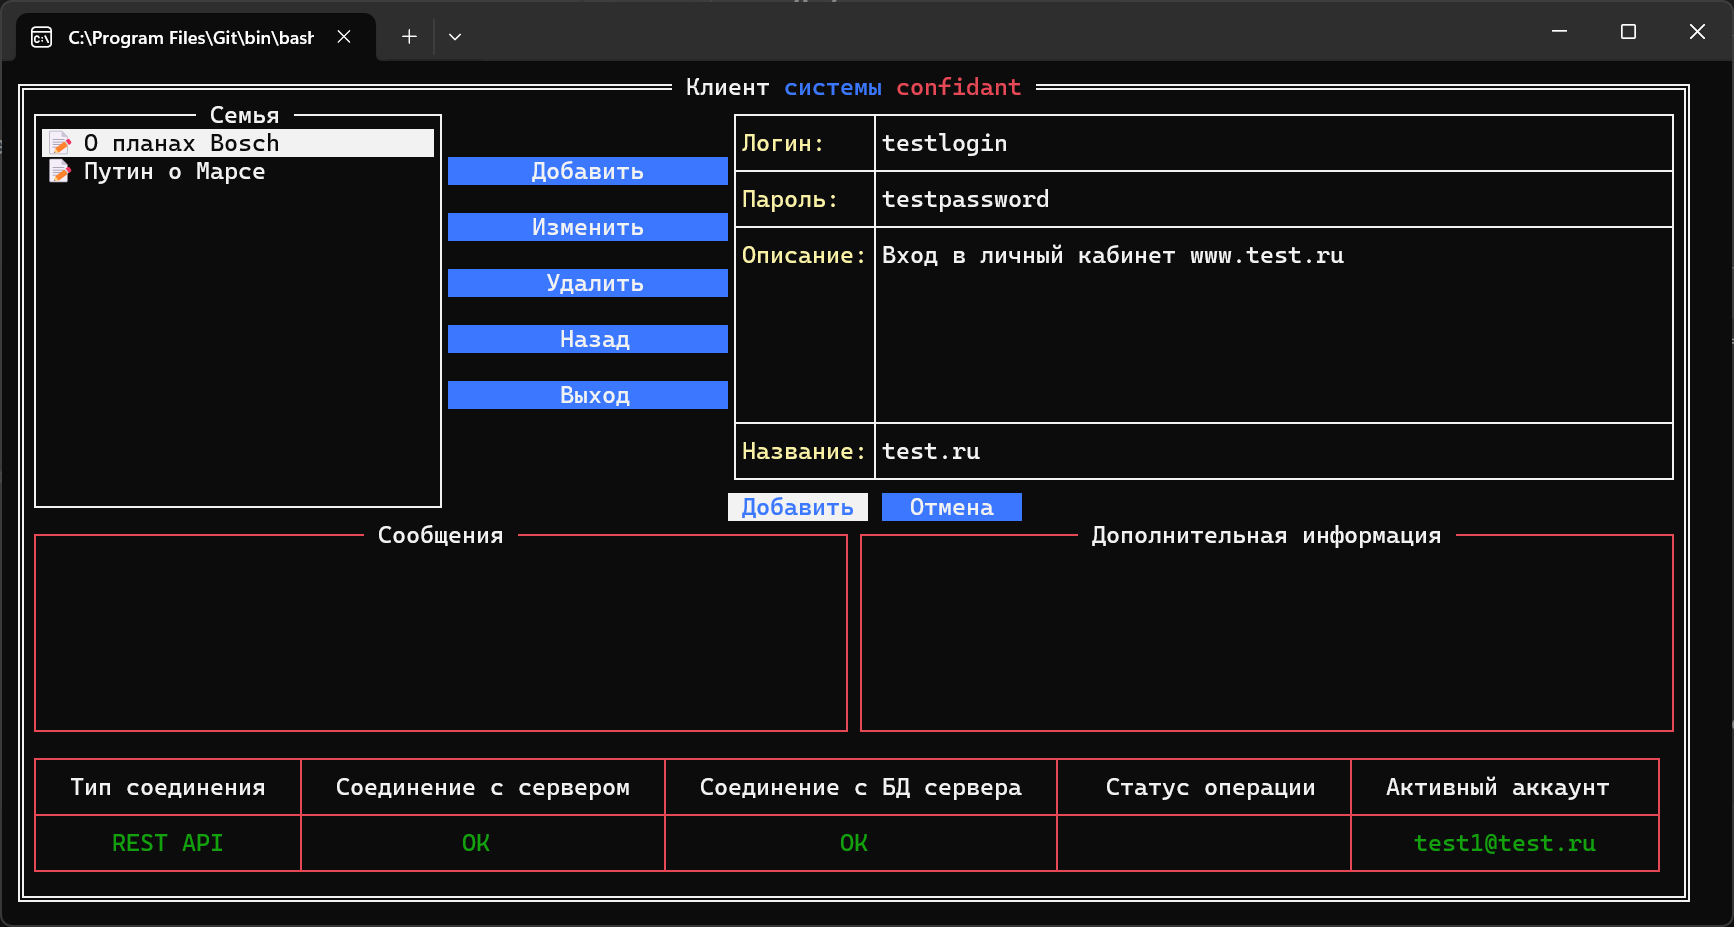 C:\Program Files\Git\bin\bash
Клиент системы confidant
Семья
О планах Bosch
Путин о Марсе
Добавить
Изменить
Удалить
Назад
Выход
Логин: testlogin
Пароль: testpassword
Описание: Вход в личный кабинет www.test.ru
Название: test.ru
Добавить Отмена
Сообщения
Дополнительная информация
Тип соединения Соединение с сервером Соединение с БД сервера Статус операции Активный аккаунт
REST API OK OK test1@test.ru